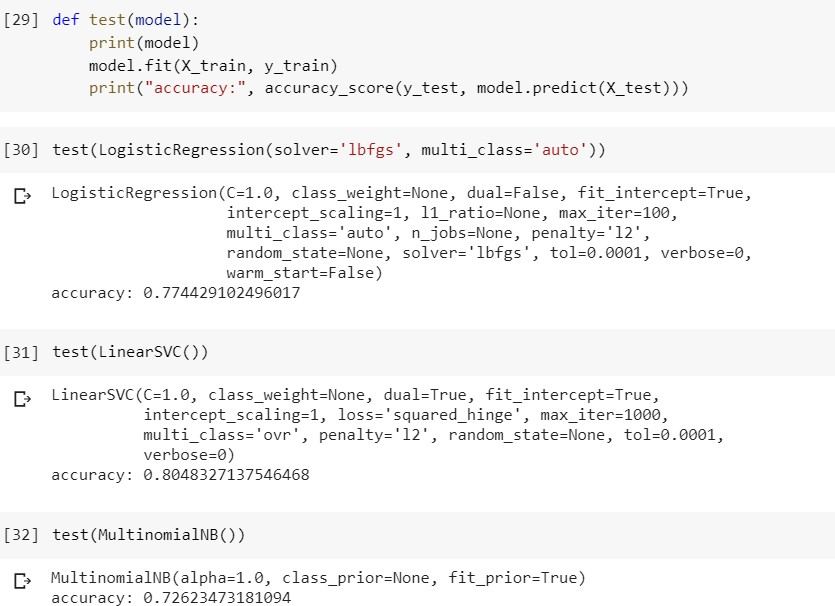 [29] def test(model):
    print(model)
    model.fit(X_train, y_train)
    print("accuracy:", accuracy_score(y_test, model.predict(X_test)))
[30] test(LogisticRegression(solver='lbfgs', multi_class='auto'))
LogisticRegression(C=1.0, class_weight=None, dual=False, fit_intercept=True,
                   intercept_scaling=1, l1_ratio=None, max_iter=100,
                   multi_class='auto', n_jobs=None, penalty='l2',
                   random_state=None, solver='lbfgs', tol=0.0001, verbose=0,
                   warm_start=False)
accuracy: 0.774429102496017
[31] test(LinearSVC())
LinearSVC(C=1.0, class_weight=None, dual=True, fit_intercept=True,
          intercept_scaling=1, loss='squared_hinge', max_iter=1000,
          multi_class='ovr', penalty='l2', random_state=None, tol=0.0001,
          verbose=0)
accuracy: 0.8048327137546468
[32] test(MultinomialNB())
MultinomialNB(alpha=1.0, class_prior=None, fit_prior=True)
accuracy: 0.72623473181094